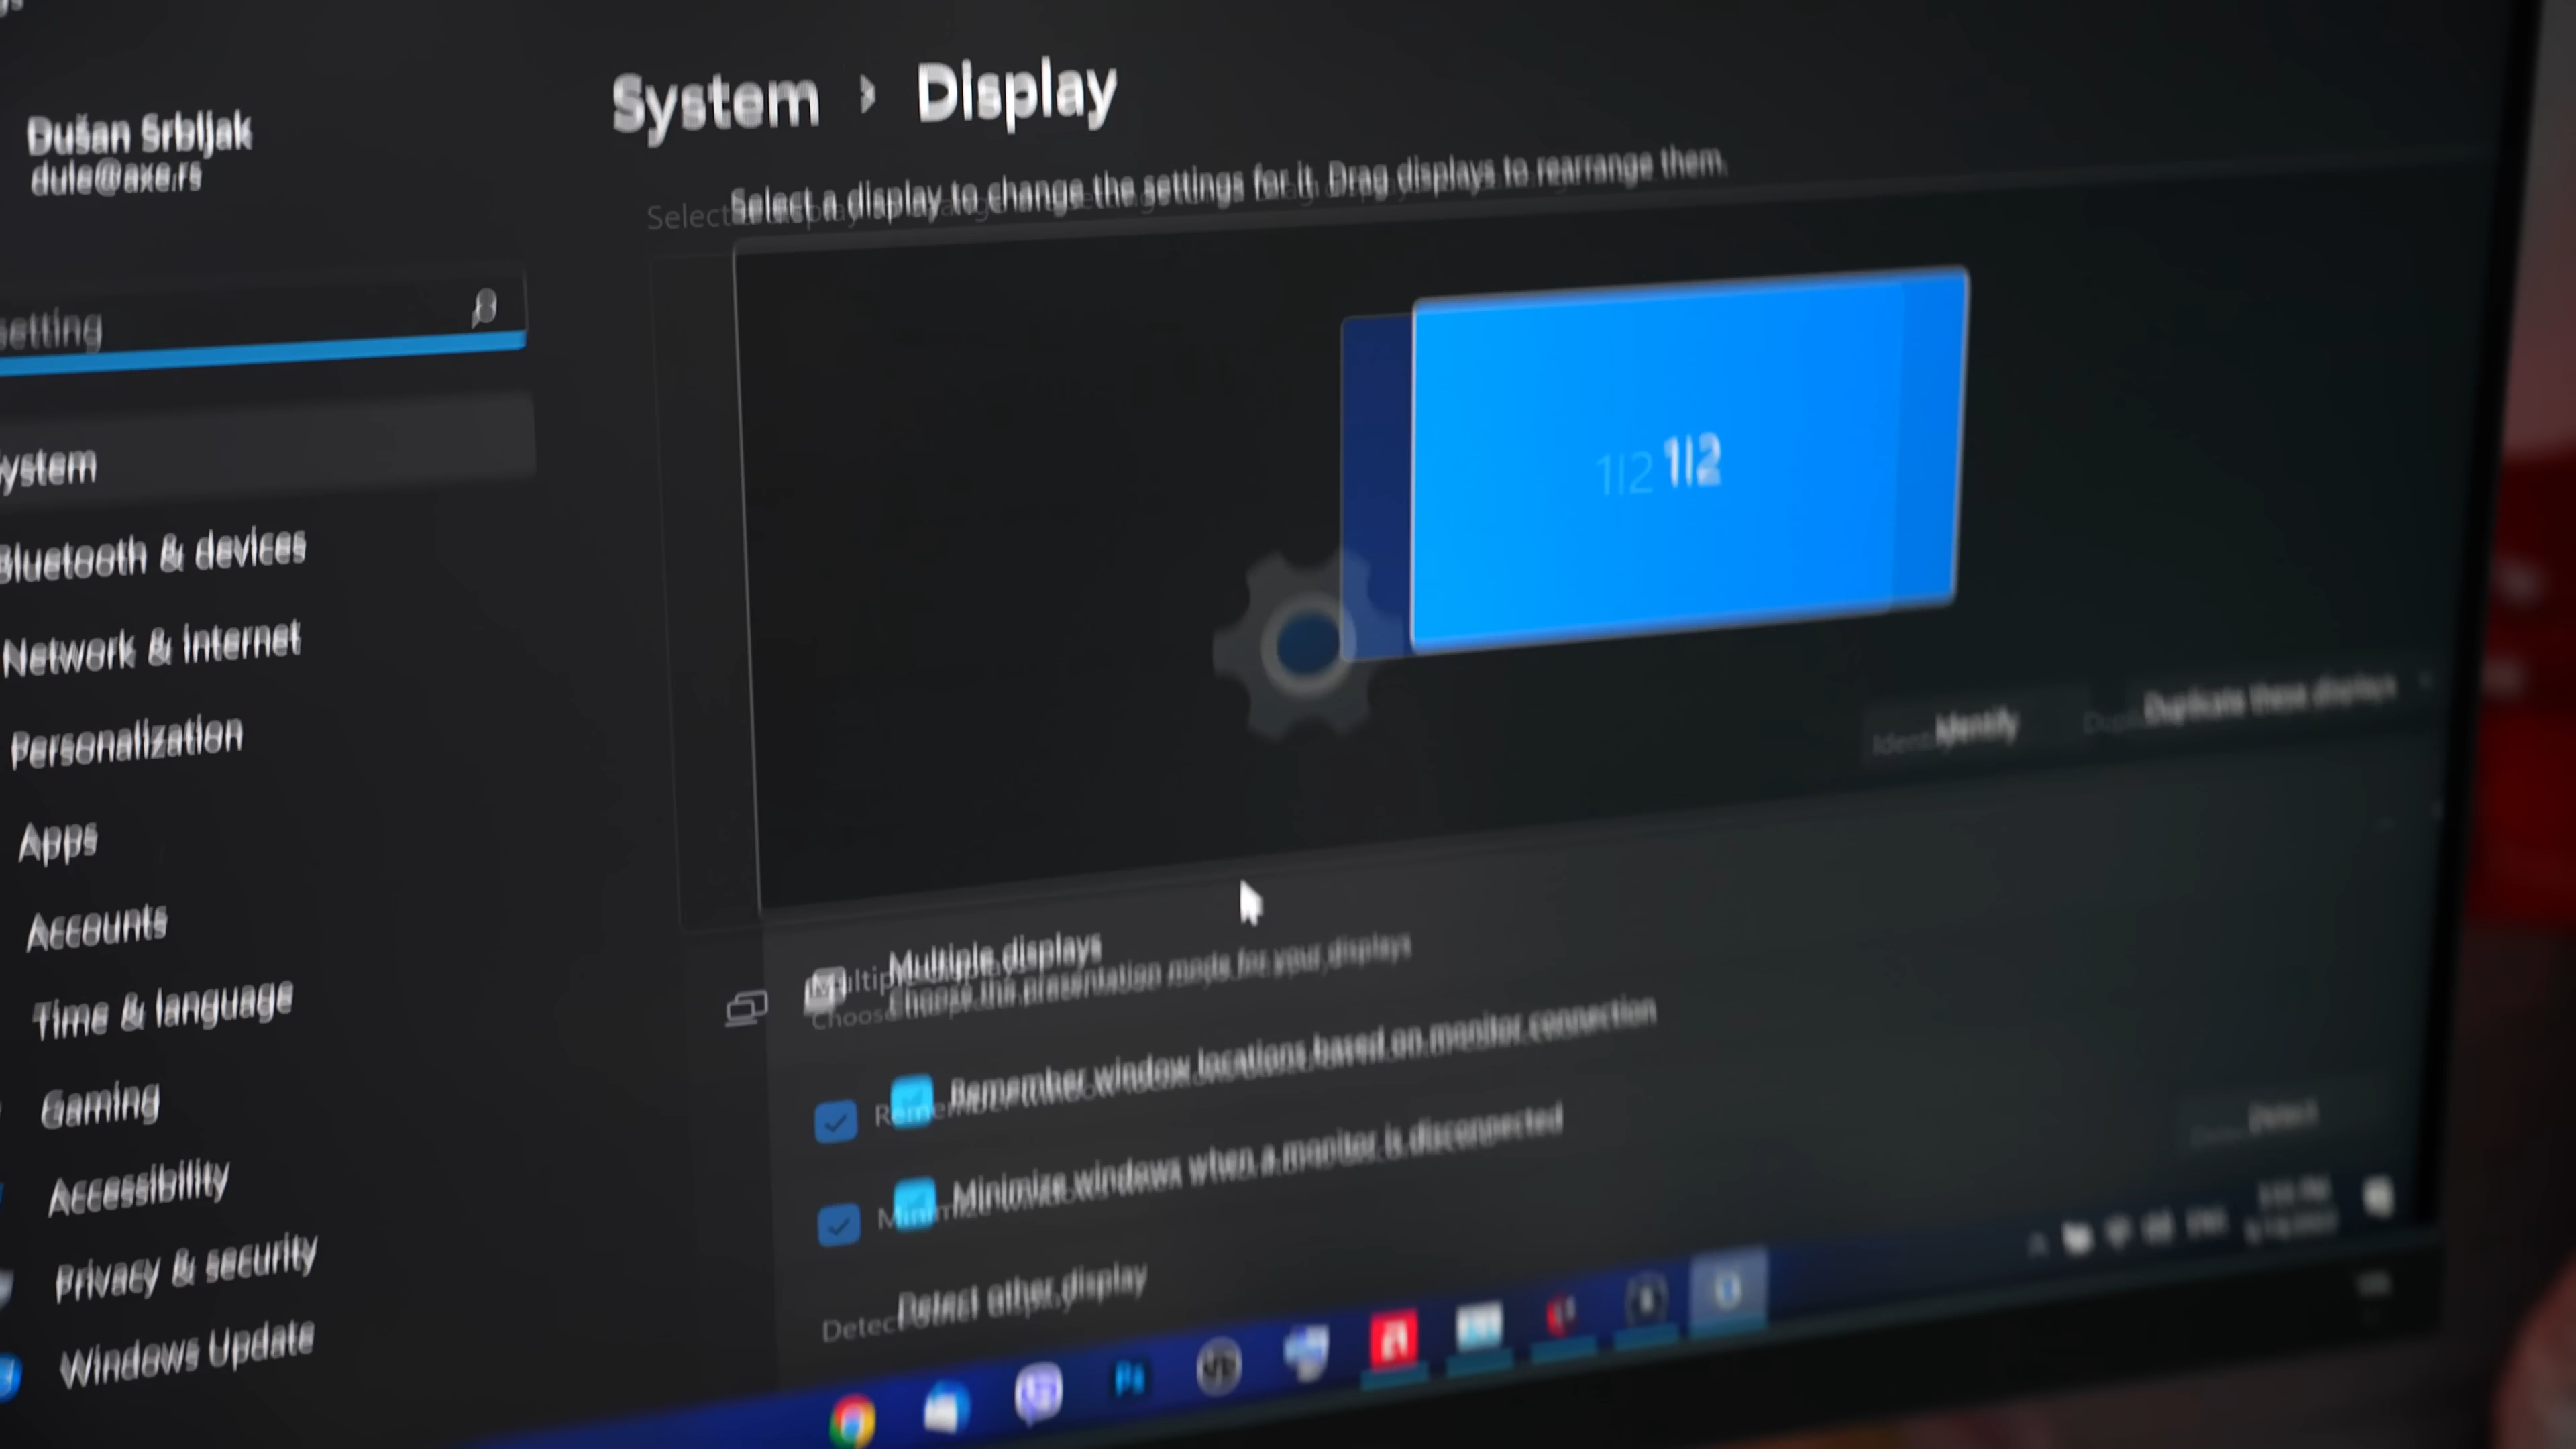 Dušan Srbljak
dule@axe.rs
setting
System
Bluetooth & devices
Network & internet
Personalization
Apps
Accounts
Time & language
Gaming
Accessibility
Privacy & security
Windows Update
System › Display
Select a display to change the settings for it. Drag displays to rearrange them.
1|2
Identify
Duplicate these displays
Multiple displays
Choose the presentation mode for your displays
Remember window locations based on monitor connection
Minimize windows when a monitor is disconnected
Detect other display
Detect
Ps
ENG